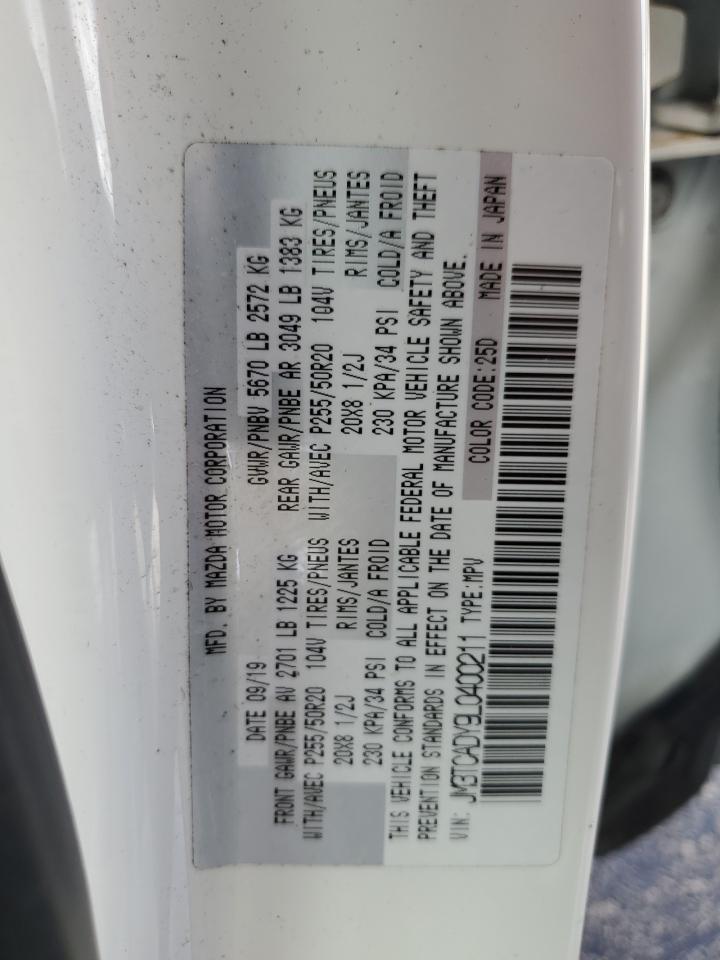 MFD. BY MAZDA MOTOR CORPORATION
DATE 09/19 GVWR/PNBV 5670 LB 2572 KG
FRONT GAWR/PNBE AV 2701 LB 1225 KG REAR GAWR/PNBE AR 3049 LB 1383 KG
WITH/AVEC P255/50R20 104V TIRES/PNEUS WITH/AVEC P255/50R20 104V TIRES/PNEUS
20X8 1/2J RIMS/JANTES 20X8 1/2J RIMS/JANTES
230 KPA/34 PSI COLD/A FROID 230 KPA/34 PSI COLD/A FROID
THIS VEHICLE CONFORMS TO ALL APPLICABLE FEDERAL MOTOR VEHICLE SAFETY AND THEFT
PREVENTION STANDARDS IN EFFECT ON THE DATE OF MANUFACTURE SHOWN ABOVE.
VIN: JM3TCADY9L0400211 TYPE:MPV COLOR CODE:25D MADE IN JAPAN